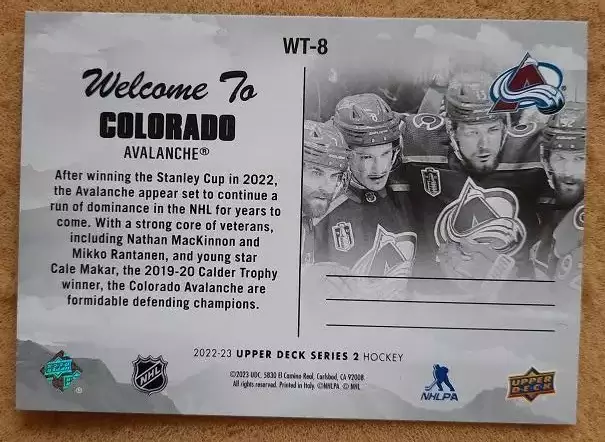 WT-8
Welcome To
COLORADO
AVALANCHE®
After winning the Stanley Cup in 2022,
the Avalanche appear set to continue a
run of dominance in the NHL for years to
come. With a strong core of veterans,
including Nathan MacKinnon and
Mikko Rantanen, and young star
Cale Makar, the 2019-20 Calder Trophy
winner, the Colorado Avalanche are
formidable defending champions.
2022-23 UPPER DECK SERIES 2 HOCKEY
©2023 UDC, 5830 El Camino Real, Carlsbad, CA 92008.
All rights reserved. Printed in Italy. ©NHLPA. © NHL
NHL
NHLPA
UPPER
DECK